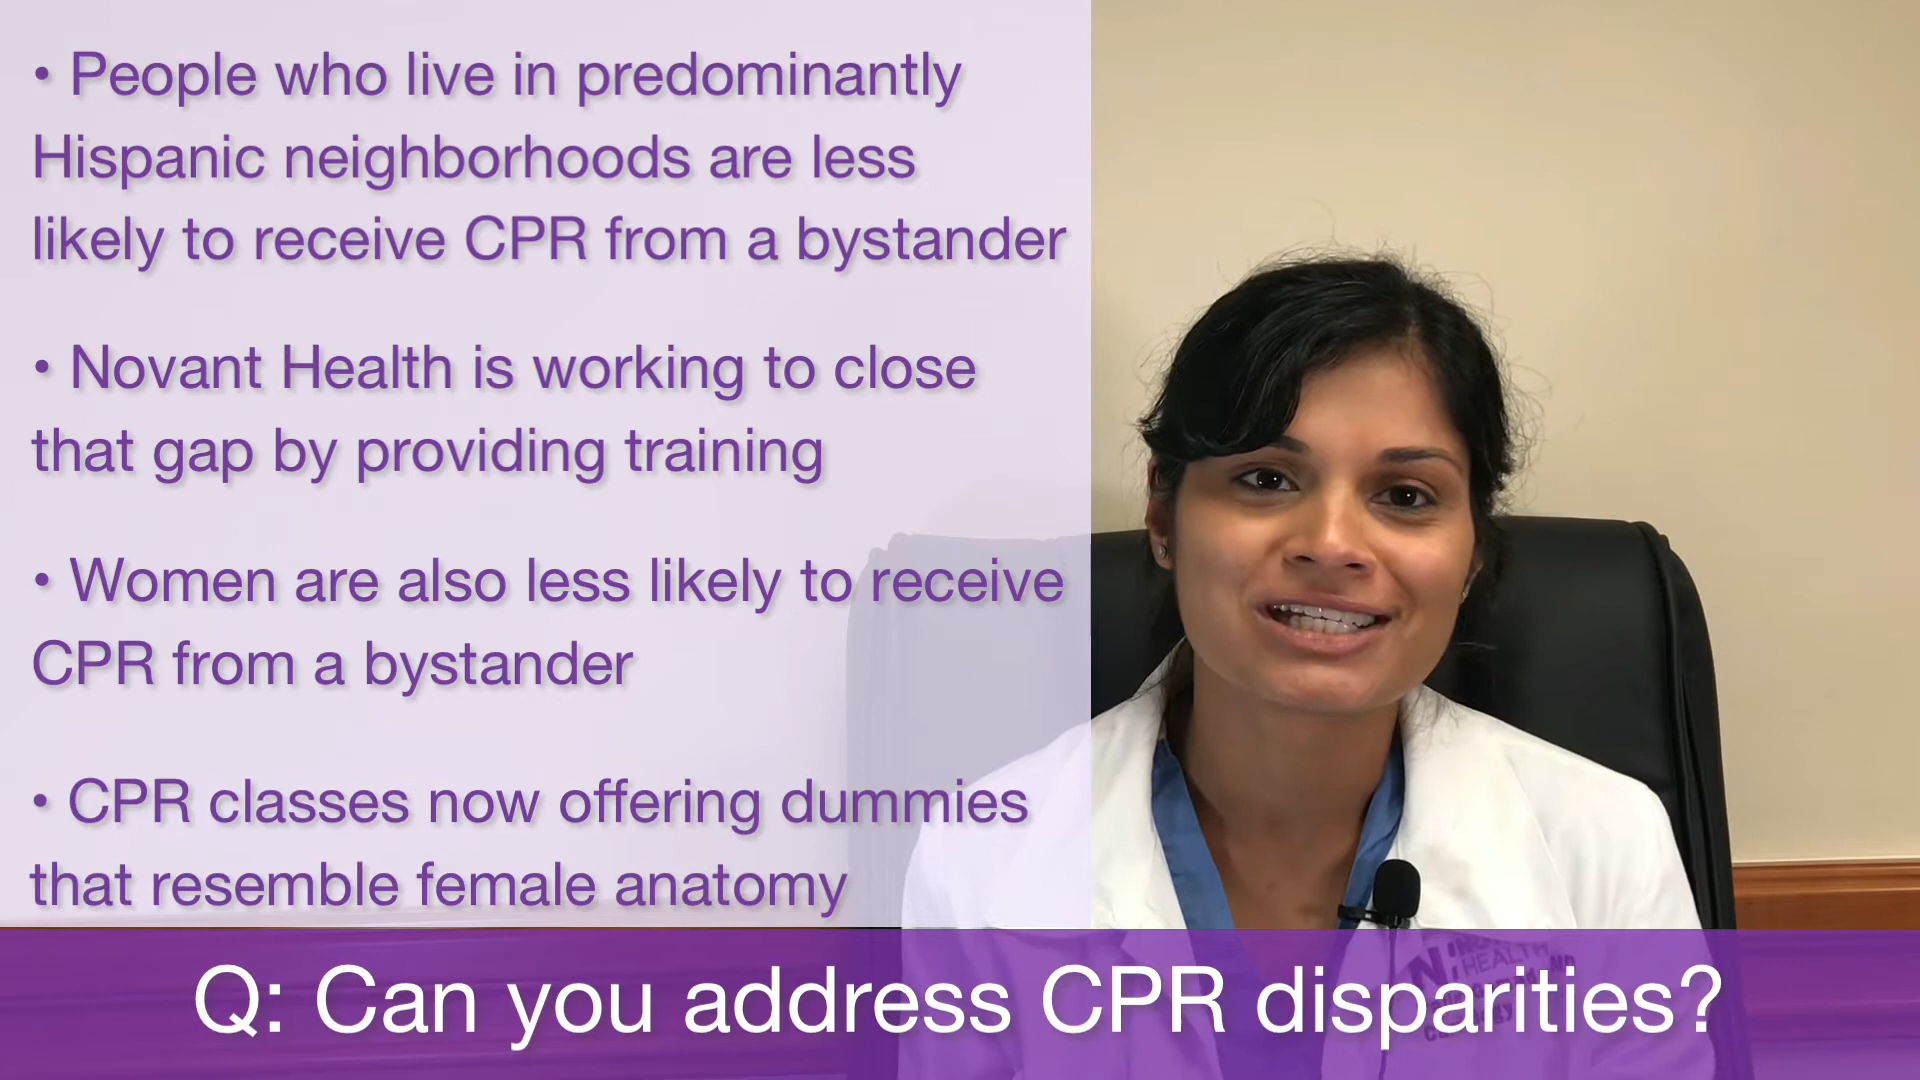 • People who live in predominantly
Hispanic neighborhoods are less
likely to receive CPR from a bystander
• Novant Health is working to close
that gap by providing training
• Women are also less likely to receive
CPR from a bystander
• CPR classes now offering dummies
that resemble female anatomy
Q: Can you address CPR disparities?
HEALTH